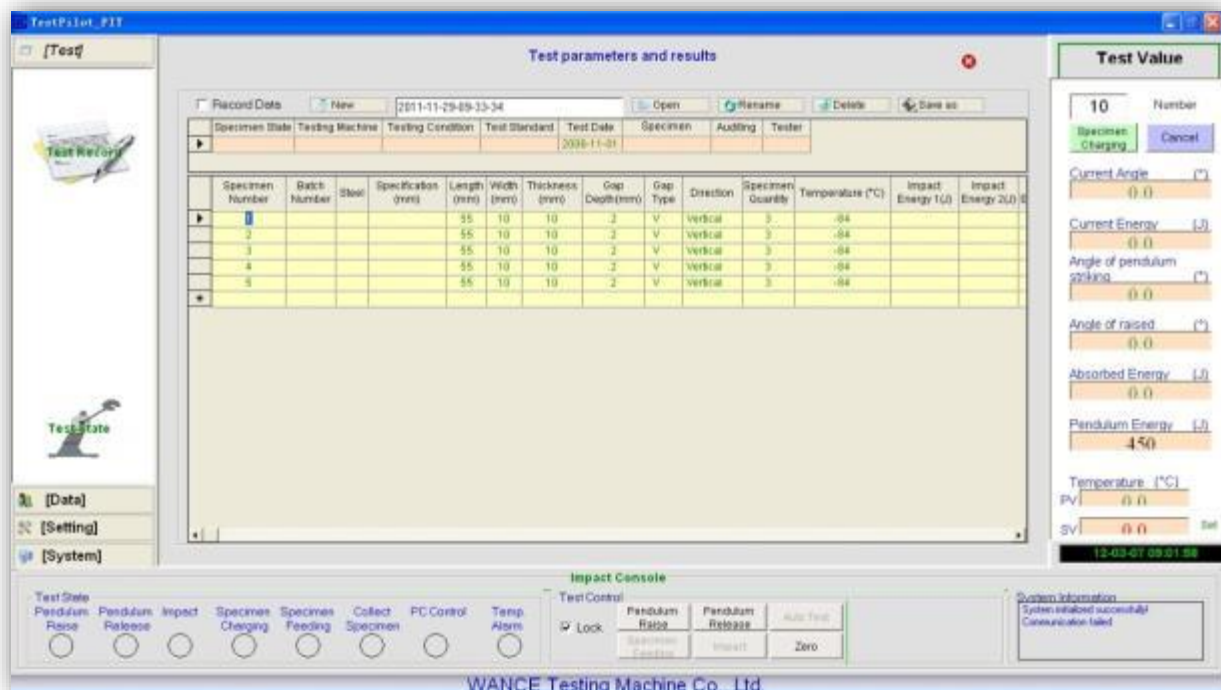 TestPilot_PIT
[Test]
Test parameters and results
Test Value
Record Data New 2011-11-29-09-33-34 Open Rename Delete Save as
10 Number
Specimen State Testing Machine Testing Condition Test Standard Test Date Specimen Auditing Tester
Specimen Charging Cancel
Test Record
Specimen Number Batch Number Steel Specification (mm) Length (mm) Width (mm) Thickness (mm) Gap Depth(mm) Gap Type Direction Specimen Quantity Temperature (°C) Impact Energy 1(J) Impact Energy 2(J)
1 55 10 10 2 V Vertical 3 -84
2 55 10 10 2 V Vertical 3 -84
3 55 10 10 2 V Vertical 3 -84
4 55 10 10 2 V Vertical 3 -84
5 55 10 10 2 V Vertical 3 -84
Current Angle (°)
0.0
Current Energy (J)
0.0
Angle of pendulum striking (°)
0.0
Angle of raised (°)
0.0
Absorbed Energy (J)
0.0
Pendulum Energy (J)
450
Temperature (°C)
PV 0.0
SV 0.0 Set
12-03-07 09:01:58
Test State
[Data]
[Setting]
[System]
Impact Console
Test State
Pendulum Raise Pendulum Release Impact Specimen Charging Specimen Feeding Collect Specimen PC Control Temp. Alarm
Test Control
Lock
Pendulum Raise Pendulum Release Auto Test
Specimen Feeding Impact Zero
System Information
System initialized successfully!
Communication failed
WANCE Testing Machine Co., Ltd